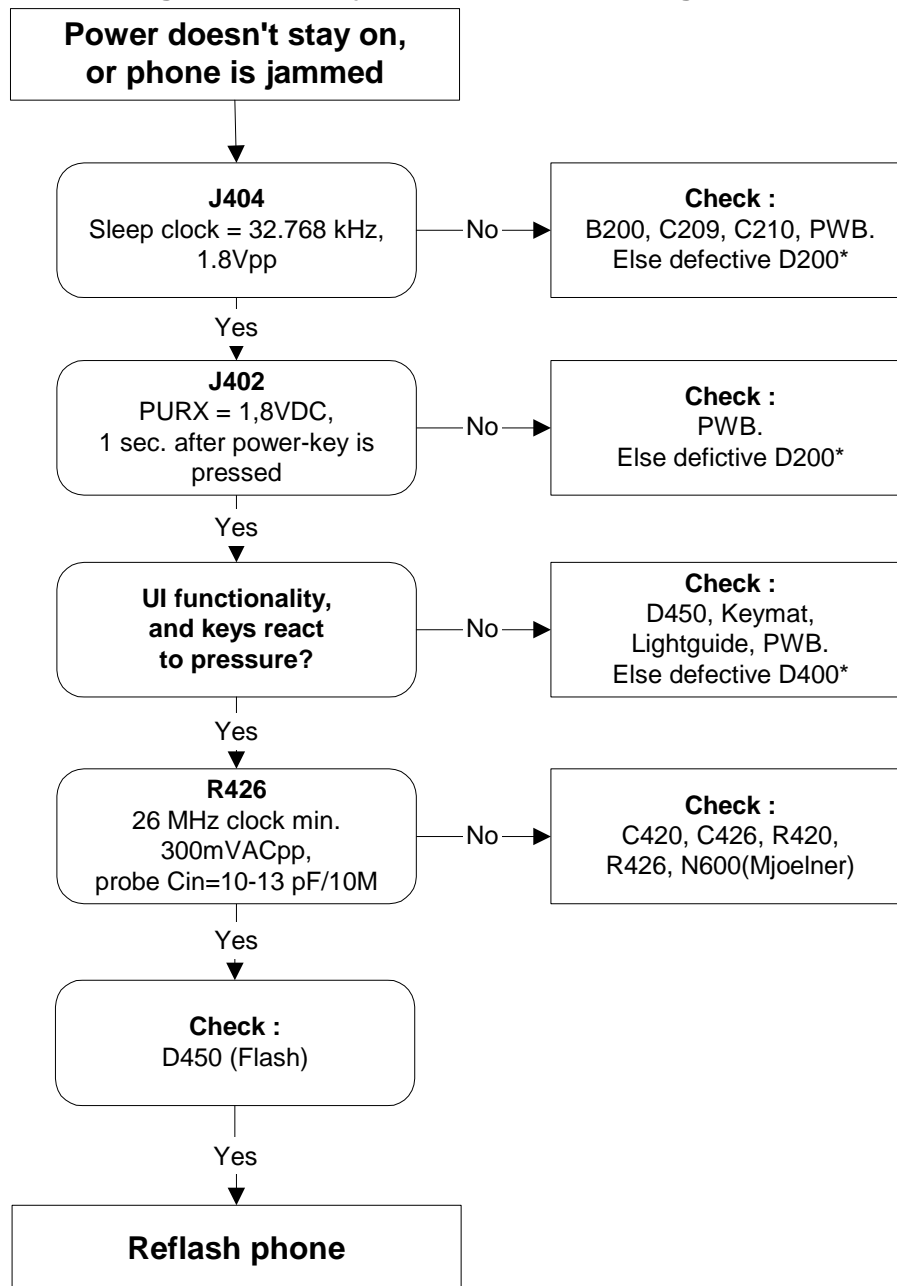 Power doesn't stay on,
or phone is jammed
J404
Sleep clock = 32.768 kHz,
1.8Vpp
No
Check :
B200, C209, C210, PWB.
Else defective D200*
Yes
J402
PURX = 1,8VDC,
1 sec. after power-key is
pressed
No
Check :
PWB.
Else defictive D200*
Yes
UI functionality,
and keys react
to pressure?
No
Check :
D450, Keymat,
Lightguide, PWB.
Else defective D400*
Yes
R426
26 MHz clock min.
300mVACpp,
probe Cin=10-13 pF/10M
No
Check :
C420, C426, R420,
R426, N600(Mjoelner)
Yes
Check :
D450 (Flash)
Yes
Reflash phone